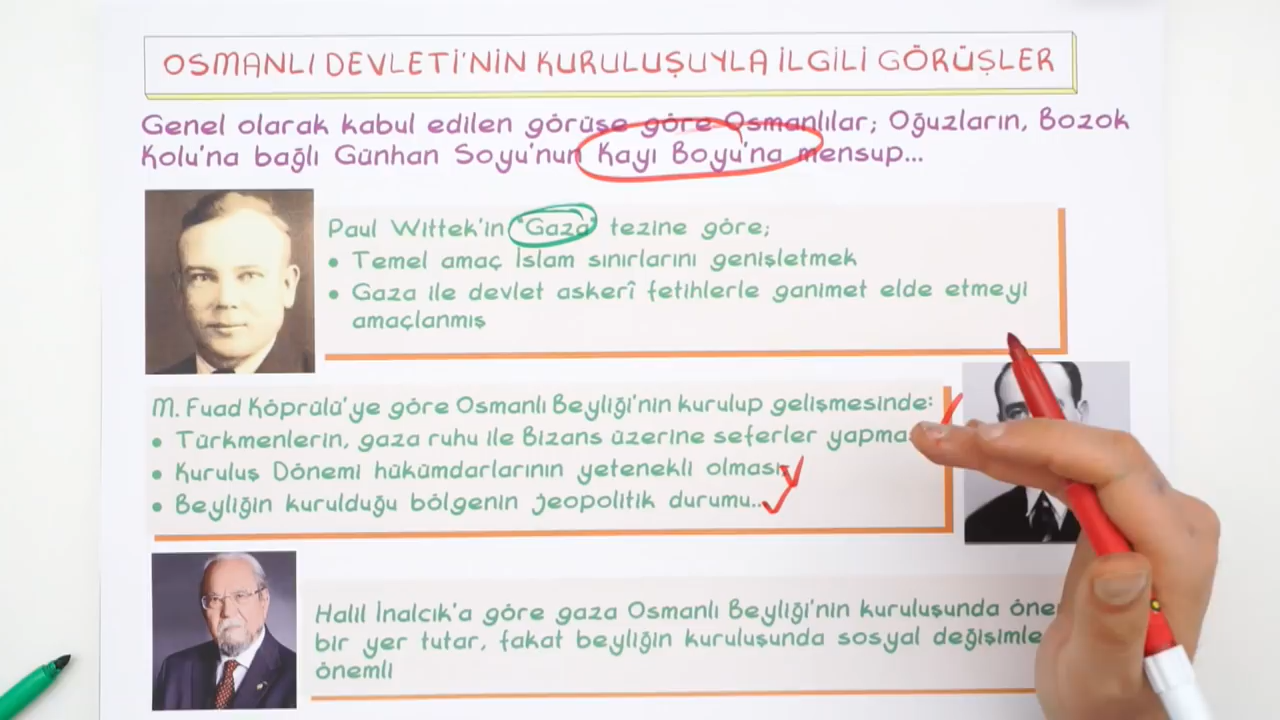 OSMANLI DEVLETİ'NİN KURULUŞUYLA İLGİLİ GÖRÜŞLER
Genel olarak kabul edilen görüşe göre Osmanlılar; Oğuzların, Bozok
Kolu'na bağlı Günhan Soyu'nun Kayı Boyu'na mensup...
Paul Wittek'in "Gaza" tezine göre;
• Temel amaç İslam sınırlarını genişletmek
• Gaza ile devlet askerî fetihlerle ganimet elde etmeyi
amaçlanmış
M. Fuad Köprülü'ye göre Osmanlı Beyliği'nin kurulup gelişmesinde:
• Türkmenlerin, gaza ruhu ile Bizans üzerine seferler
• Kuruluş Dönemi hükümdarlarının yetenekli olması
• Beyliğin kurulduğu bölgenin jeopolitik durumu...
Halil İnalcık'a göre gaza Osmanlı Beyliği'nin kuruluşunda
bir yer tutar, fakat beyliğin kuruluşunda sosyal
önemli